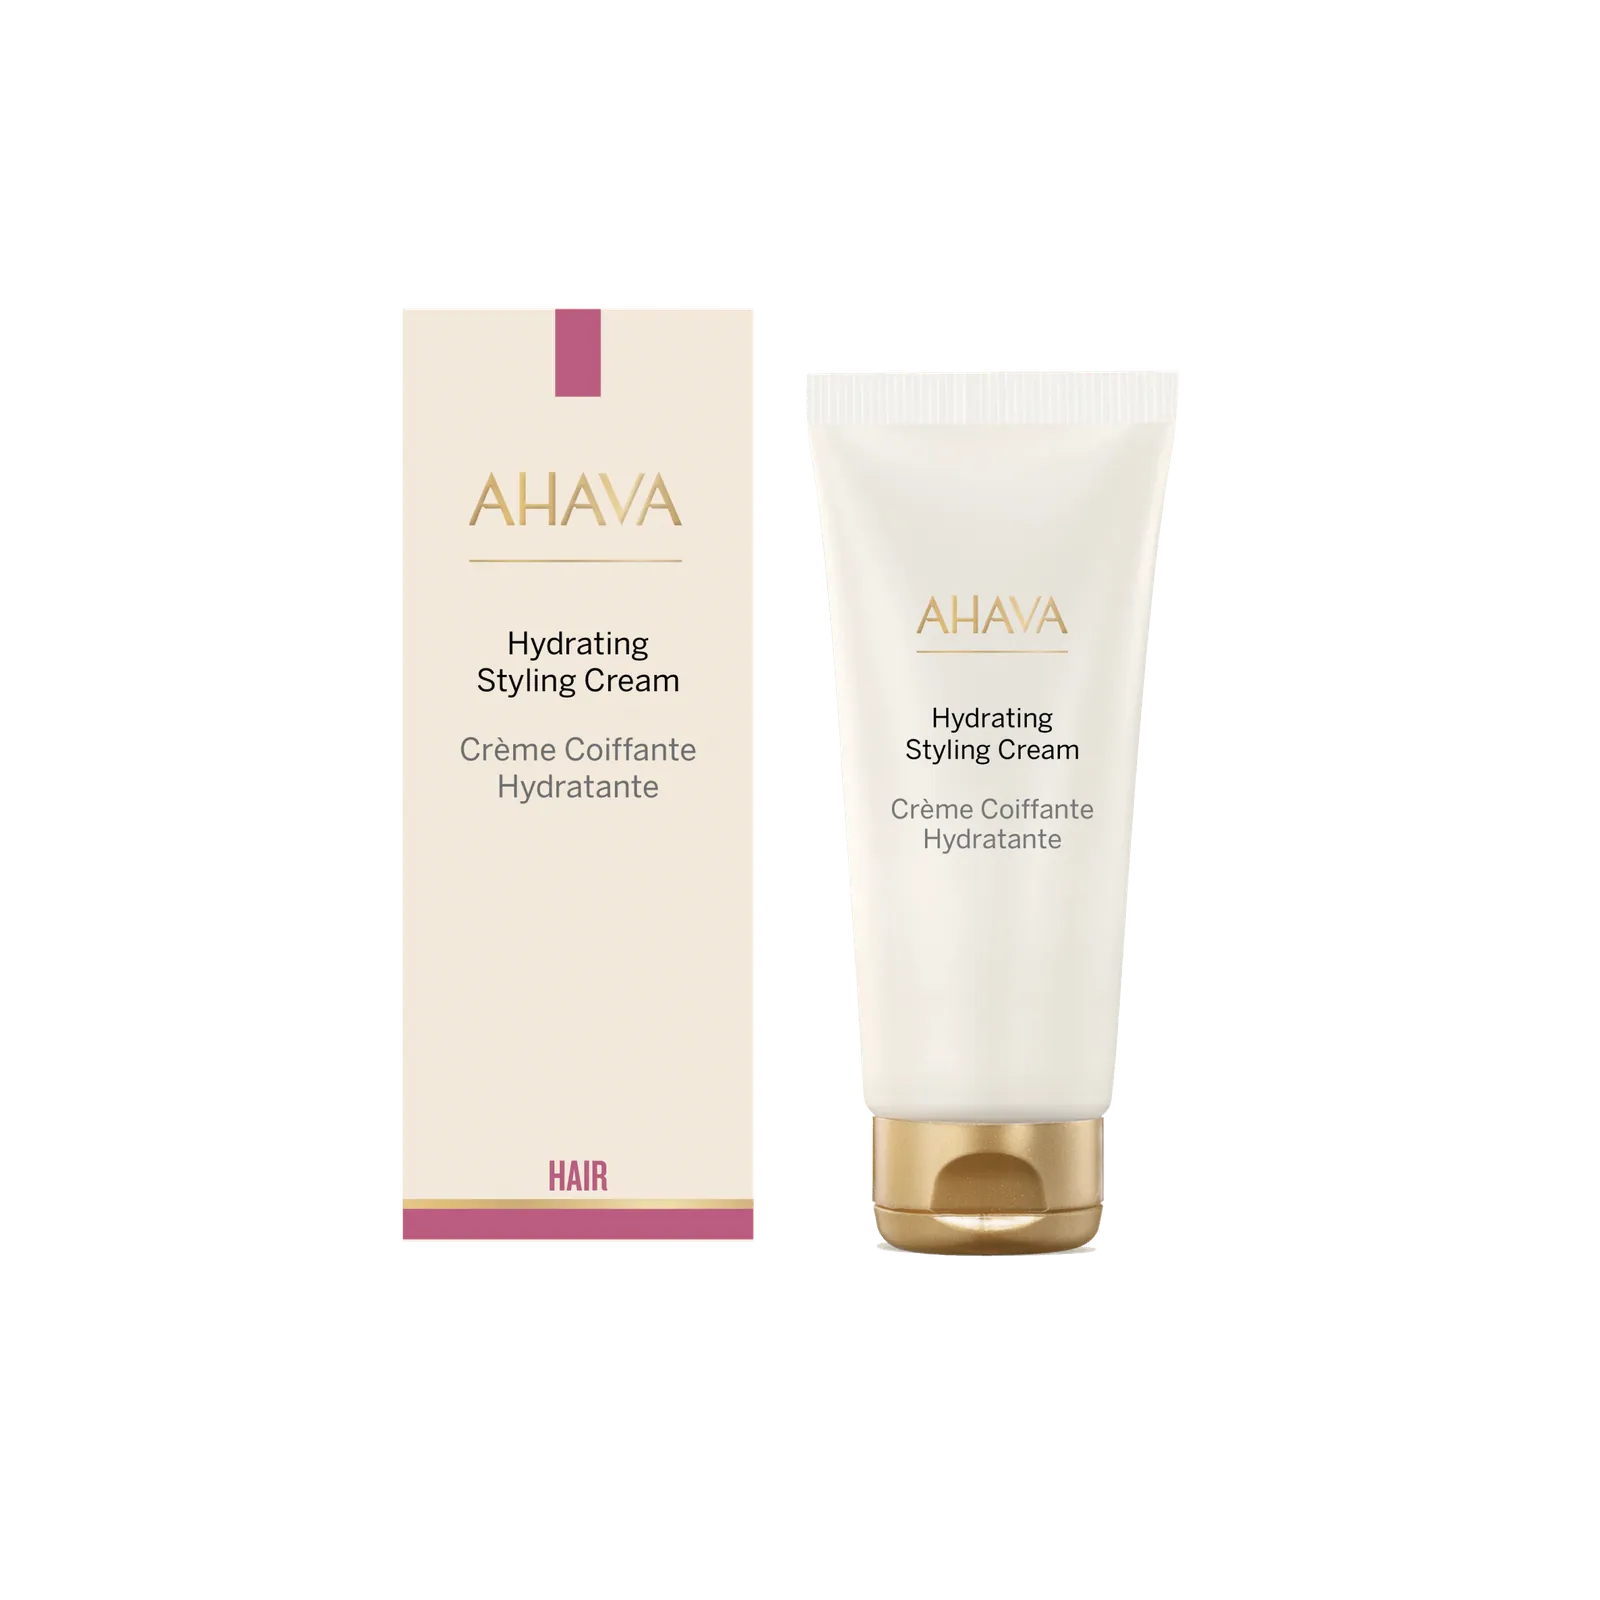 AHAVA
Hydrating
Styling Cream
Crème Coiffante
Hydratante
HAIR
AHAVA
Hydrating
Styling Cream
Crème Coiffante
Hydratante